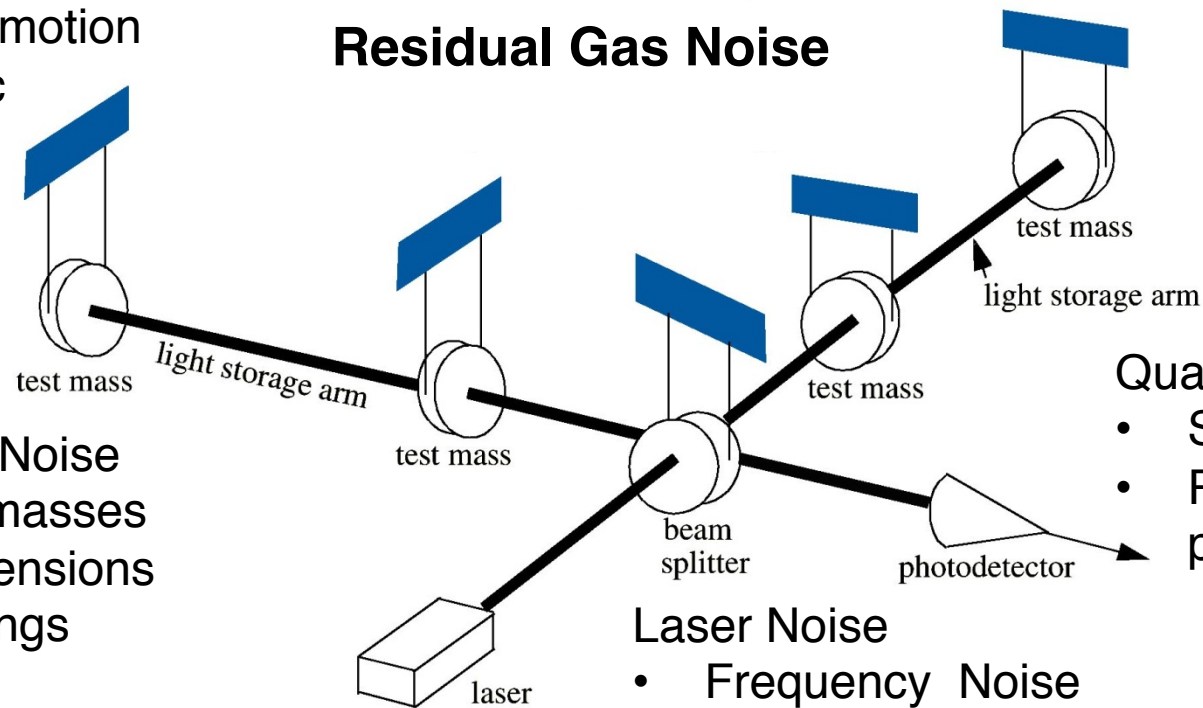 motion
Residual Gas Noise
test mass
light storage arm
test mass
light storage arm
test mass
test mass
Noise
masses
ensions
ngs
Qua
•
S
•
beam
splitter
photodetector
p
Laser Noise
• Frequency Noise
laser